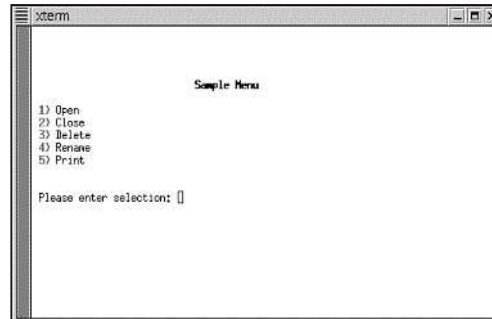 xterm
Sample Menu
1) Open
2) Close
3) Delete
4) Rename
5) Print
Please enter selection: